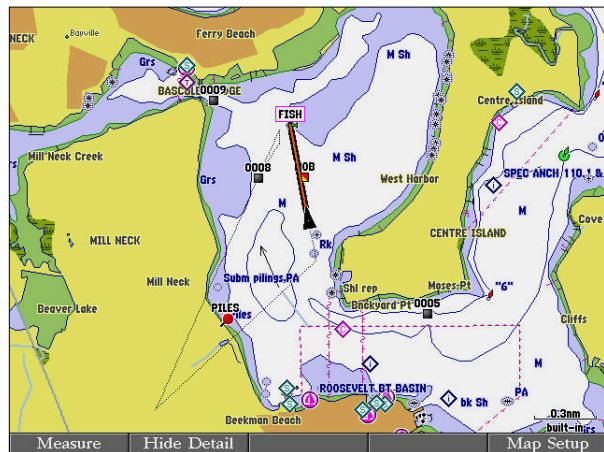 NECK
Bayville
Ferry Beach
M Sh
Grs
S
T
BASCULE
0009
Centre Island
S
FISH
C
0008
OB
M Sh
SPEC ANCH 110.1 &
Mill Neck Creek
Grs
West Harbor
i
M
M
MILL NECK
CENTRE ISLAND
Cove
Rk
Mill Neck
Subm pilings,PA
Shl rep
Moses Pt
"6"
Beaver Lake
PILES
Bnckyard Pt
0005
Cliffs
C
i
M
ROOSEVELT BT BASIN
PA
S
S
S
S
S
i
bk Sh
Beekman Beach
0.3nm
built-in
Measure
Hide Detail
Map Setup